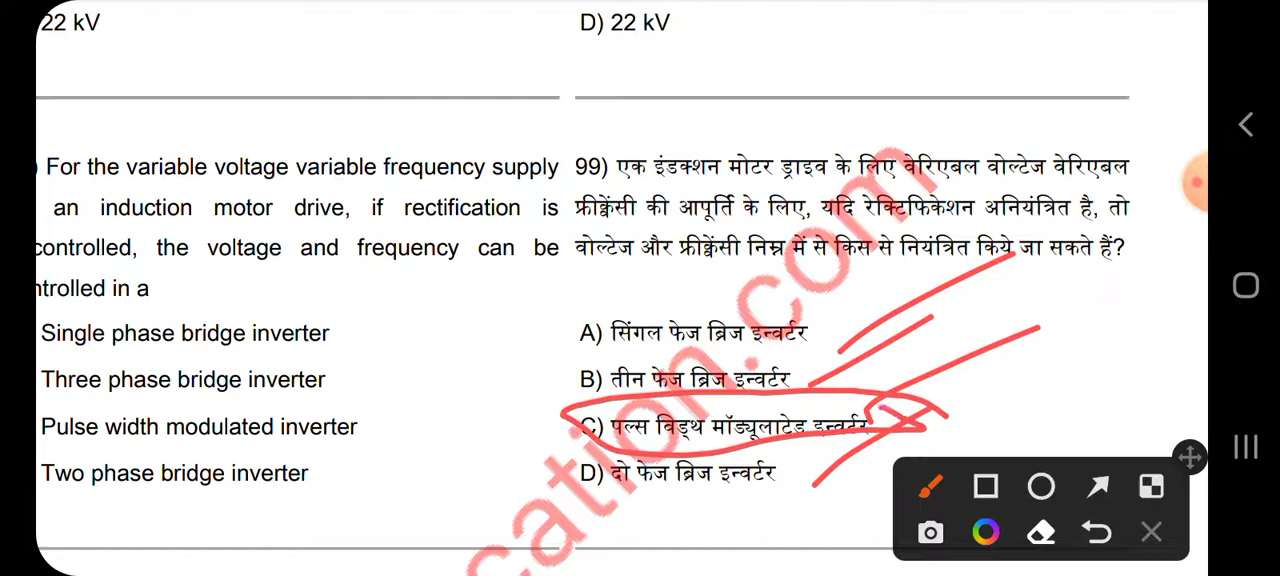 22 kV
D) 22 kV
) For the variable voltage variable frequency supply
an induction motor drive, if rectification is
controlled, the voltage and frequency can be
ntrolled in a
Single phase bridge inverter
Three phase bridge inverter
Pulse width modulated inverter
Two phase bridge inverter
99) एक इंडक्शन मोटर ड्राइव के लिए वेरिएबल वोल्टेज वेरिएबल
फ्रीक्वेंसी की आपूर्ति के लिए, यदि रेक्टिफिकेशन अनियंत्रित है, तो
वोल्टेज और फ्रीक्वेंसी निम्न में से किस से नियंत्रित किये जा सकते हैं?
A) सिंगल फेज ब्रिज इन्वर्टर
B) तीन फेज ब्रिज इन्वर्टर
C) पल्स विड्थ मॉड्यूलाटेड इन्वर्टर
D) दो फेज ब्रिज इन्वर्टर
cation.com